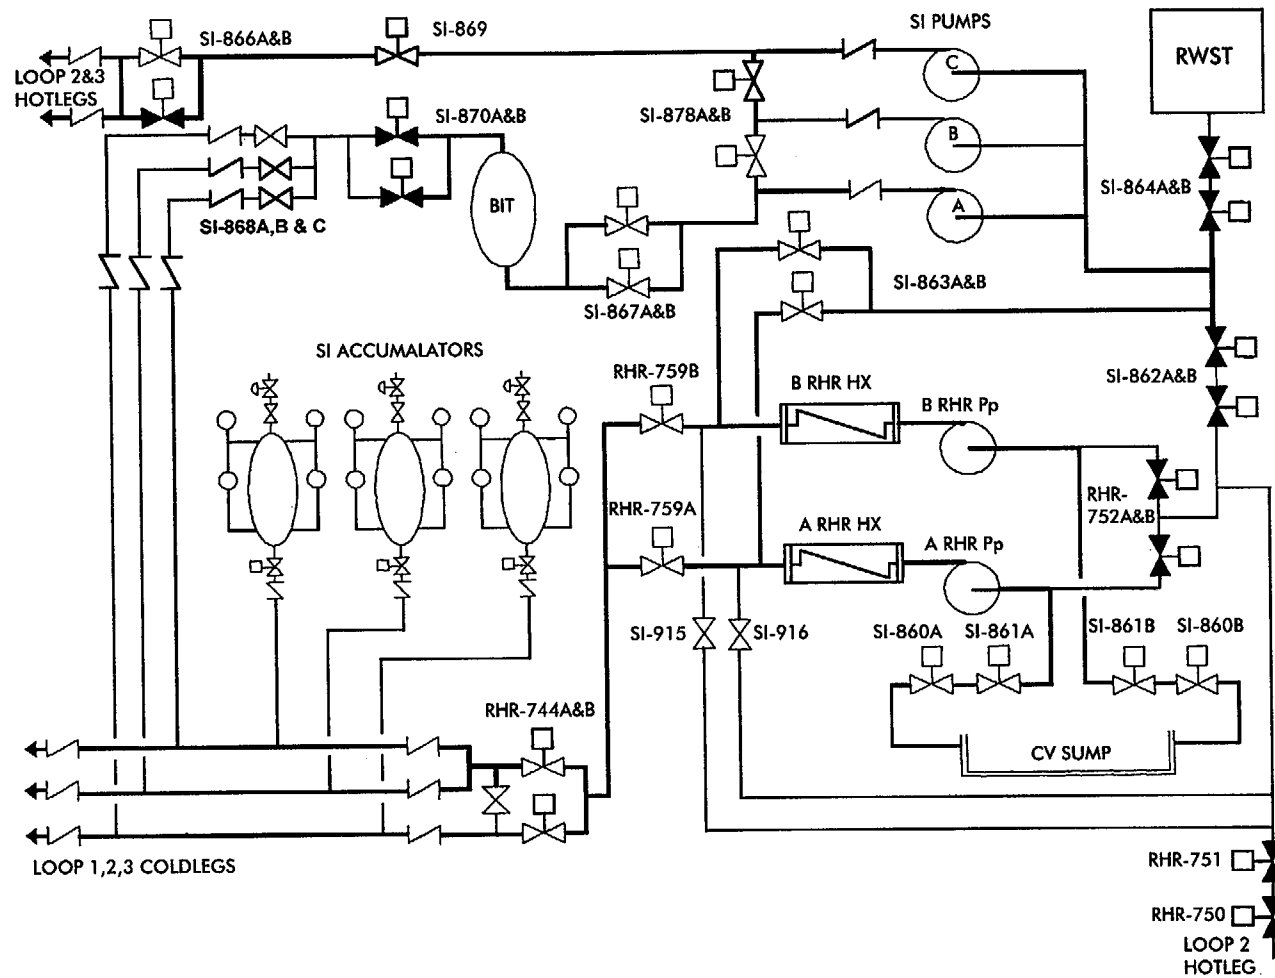 SI PUMPS
SI-866A&B
SI-869
RWST
LOOP 2&3
HOTLEGS
C
SI-870A&B
SI-878A&B
B
BIT
SI-864A&B
A
SI-868A,B & C
SI-863A&B
SI-867A&B
SI ACCUMALATORS
RHR-759B
B RHR HX
SI-862A&B
B RHR Pp
RHR-759A
RHR-
752A&B
A RHR HX
A RHR Pp
SI-915
SI-916
SI-860A
SI-861A
SI-861B
SI-860B
RHR-744A&B
CV SUMP
LOOP 1,2,3 COLDLEGS
RHR-751
RHR-750
LOOP 2
HOTLEG